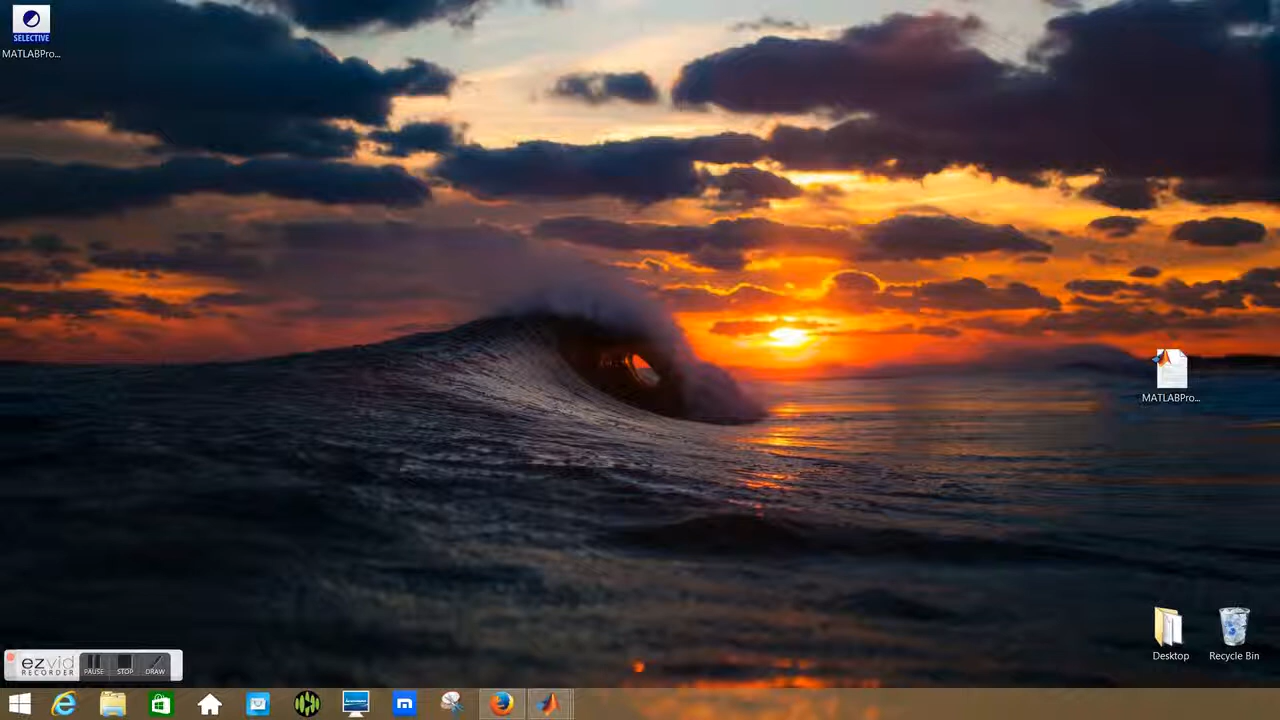 SELECTIVE
MATLABPro...
MATLABPro...
Desktop
Recycle Bin
ezvid
RECORDER
PAUSE
STOP
DRAW